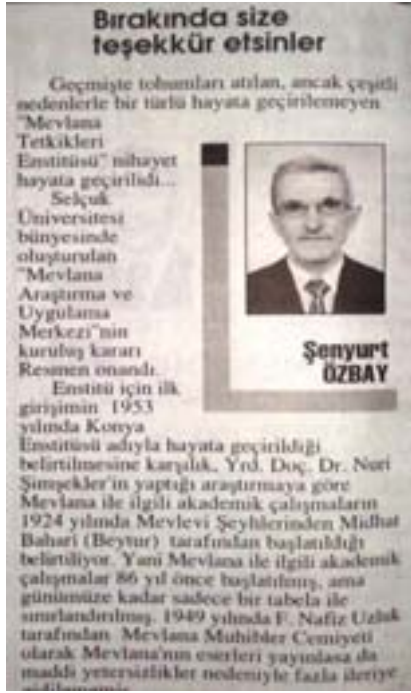 Bırakında size
teşekkür etsinler
Geçmişte tohumları atılan, ancak çeşitli
nedenlerle bir türlü hayata geçirilemeyen
"Mevlana
Tetkikleri
Enstitüsü" nihayet
hayata geçirilidi...
Selçuk
Üniversitesi
bünyesinde
oluşturulan
"Mevlana
Araştırma ve
Uygulama
Merkezi"nin
kuruluş kararı
Resmen onandı.
Enstitü için ilk
girişimin 1953
yılında Konya
Şenyurt
ÖZBAY
Enstitüsü adıyla hayata geçirildiği
belirtilmesine karşılık, Yrd. Doç. Dr. Nuri
Şimşekler'in yaptığı araştırmaya göre
Mevlana ile ilgili akademik çalışmaların
1924 yılında Mevlevi Şeyhlerinden Midhat
Bahari (Beytur) tarafından başlatıldığı
belirtiliyor. Yani Mevlana ile ilgili akademik
çalışmalar 86 yıl önce başlatılmış, ama
günümüze kadar sadece bir tabela ile
sınırlandırılmış. 1949 yılında F. Nafiz Uzluk
tarafından Mevlana Muhibler Cemiyeti
olarak Mevlana'nın eserleri yayınlasa da
maddi yetersizlikler nedeniyle fazla ileriye